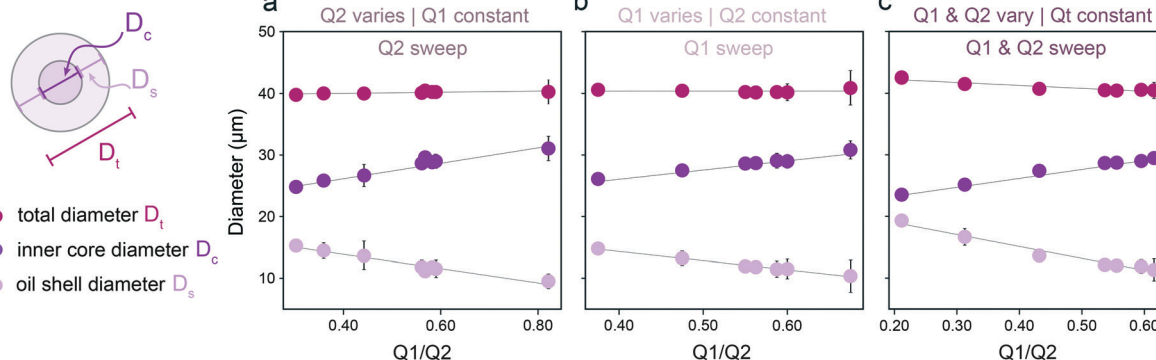 a
Q2 varies | Q1 constant
b
Q1 varies | Q2 constant
c
Q1 & Q2 vary | Qt constant
Dc
Ds
Dt
total diameter Dt
inner core diameter Dc
oil shell diameter Ds
Diameter (μm)
50
40
30
20
10
Q2 sweep
0.40
0.60
0.80
Q1/Q2
Q1 sweep
0.40
0.50
0.60
Q1/Q2
Q1 & Q2 sweep
0.20
0.30
0.40
0.50
0.60
Q1/Q2